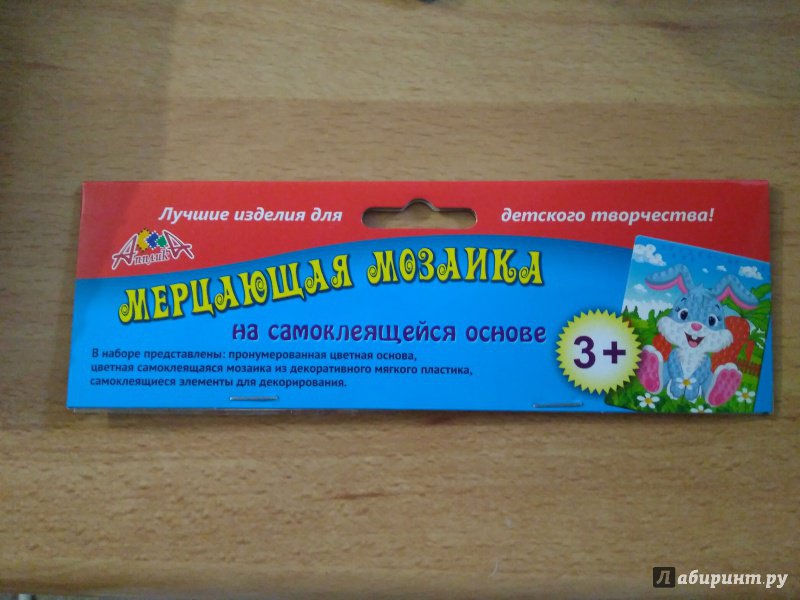 Лучшие изделия для детского творчества!
Апплика
МЕРЦАЮЩАЯ МОЗАИКА
на самоклеящейся основе
В наборе представлены: пронумерованная цветная основа,
цветная самоклеящаяся мозаика из декоративного мягкого пластика,
самоклеящиеся элементы для декорирования.
3+
Лабиринт.ру